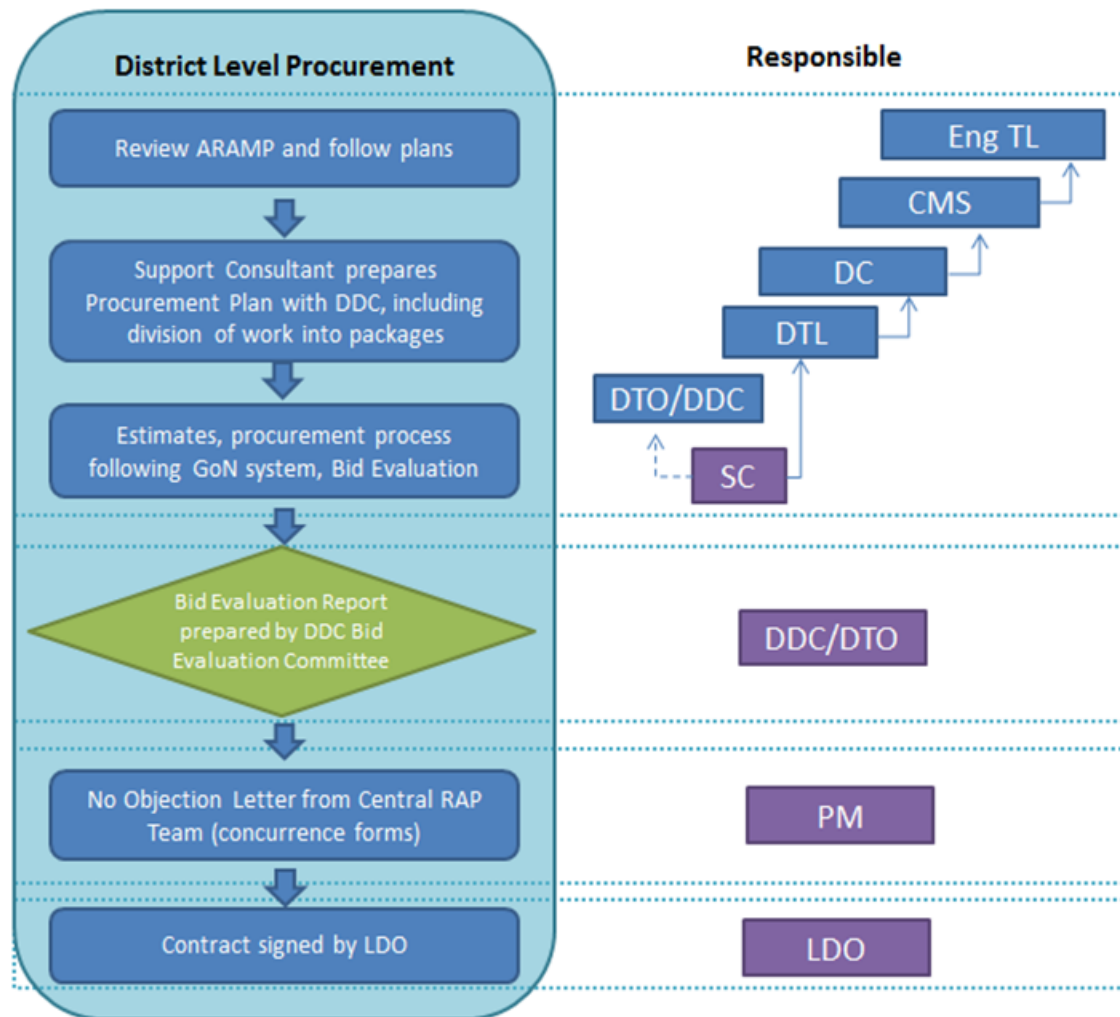 District Level Procurement
Responsible
Review ARAMP and follow plans
Support Consultant prepares
Procurement Plan with DDC, including
division of work into packages
Estimates, procurement process
following GoN system, Bid Evaluation
Eng TL
CMS
DC
DTL
DTO/DDC
SC
Bid Evaluation Report
prepared by DDC Bid
Evaluation Committee
DDC/DTO
No Objection Letter from Central RAP
Team (concurrence forms)
PM
Contract signed by LDO
LDO